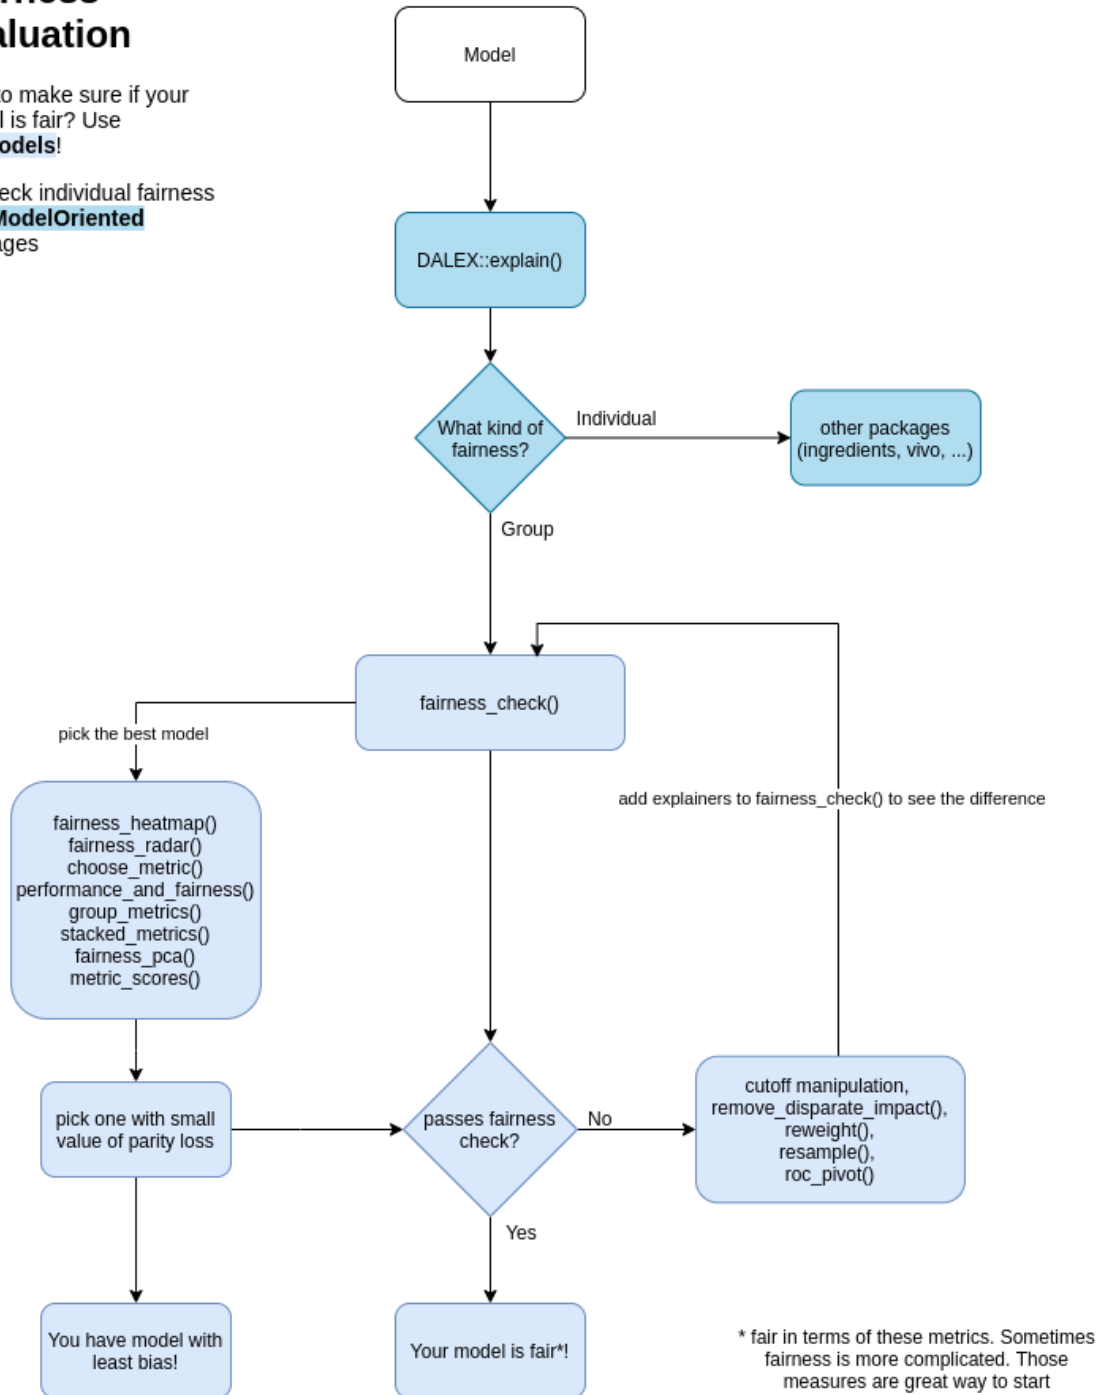 aluation
to make sure if your
is fair? Use
odels!
eck individual fairness
ModelOriented
ages
Model
DALEX::explain()
What kind of
fairness?
Individual
other packages
(ingredients, vivo, ...)
Group
fairness_check()
pick the best model
add explainers to fairness_check() to see the difference
fairness_heatmap()
fairness_radar()
choose_metric()
performance_and_fairness()
group_metrics()
stacked_metrics()
fairness_pca()
metric_scores()
pick one with small
value of parity loss
passes fairness
check?
No
cutoff manipulation,
remove_disparate_impact(),
reweight(),
resample(),
roc_pivot()
Yes
You have model with
least bias!
Your model is fair*!
* fair in terms of these metrics. Sometimes
fairness is more complicated. Those
measures are great way to start